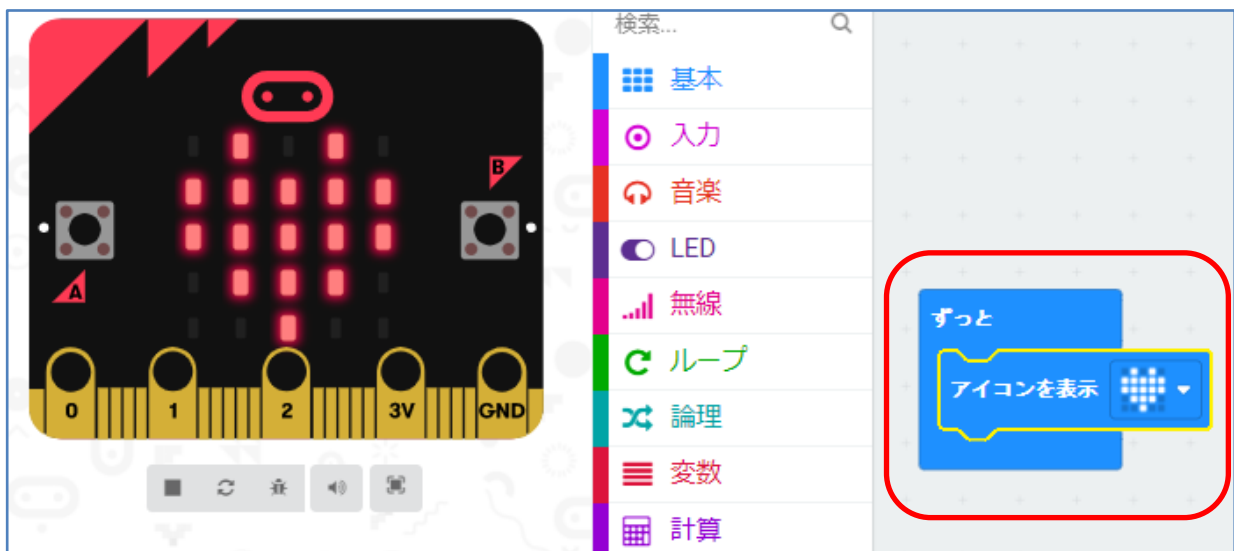 B
A
0
1
2
3V
GND
検索...
基本
入力
音楽
LED
無線
ループ
論理
変数
計算
ずっと
アイコンを表示